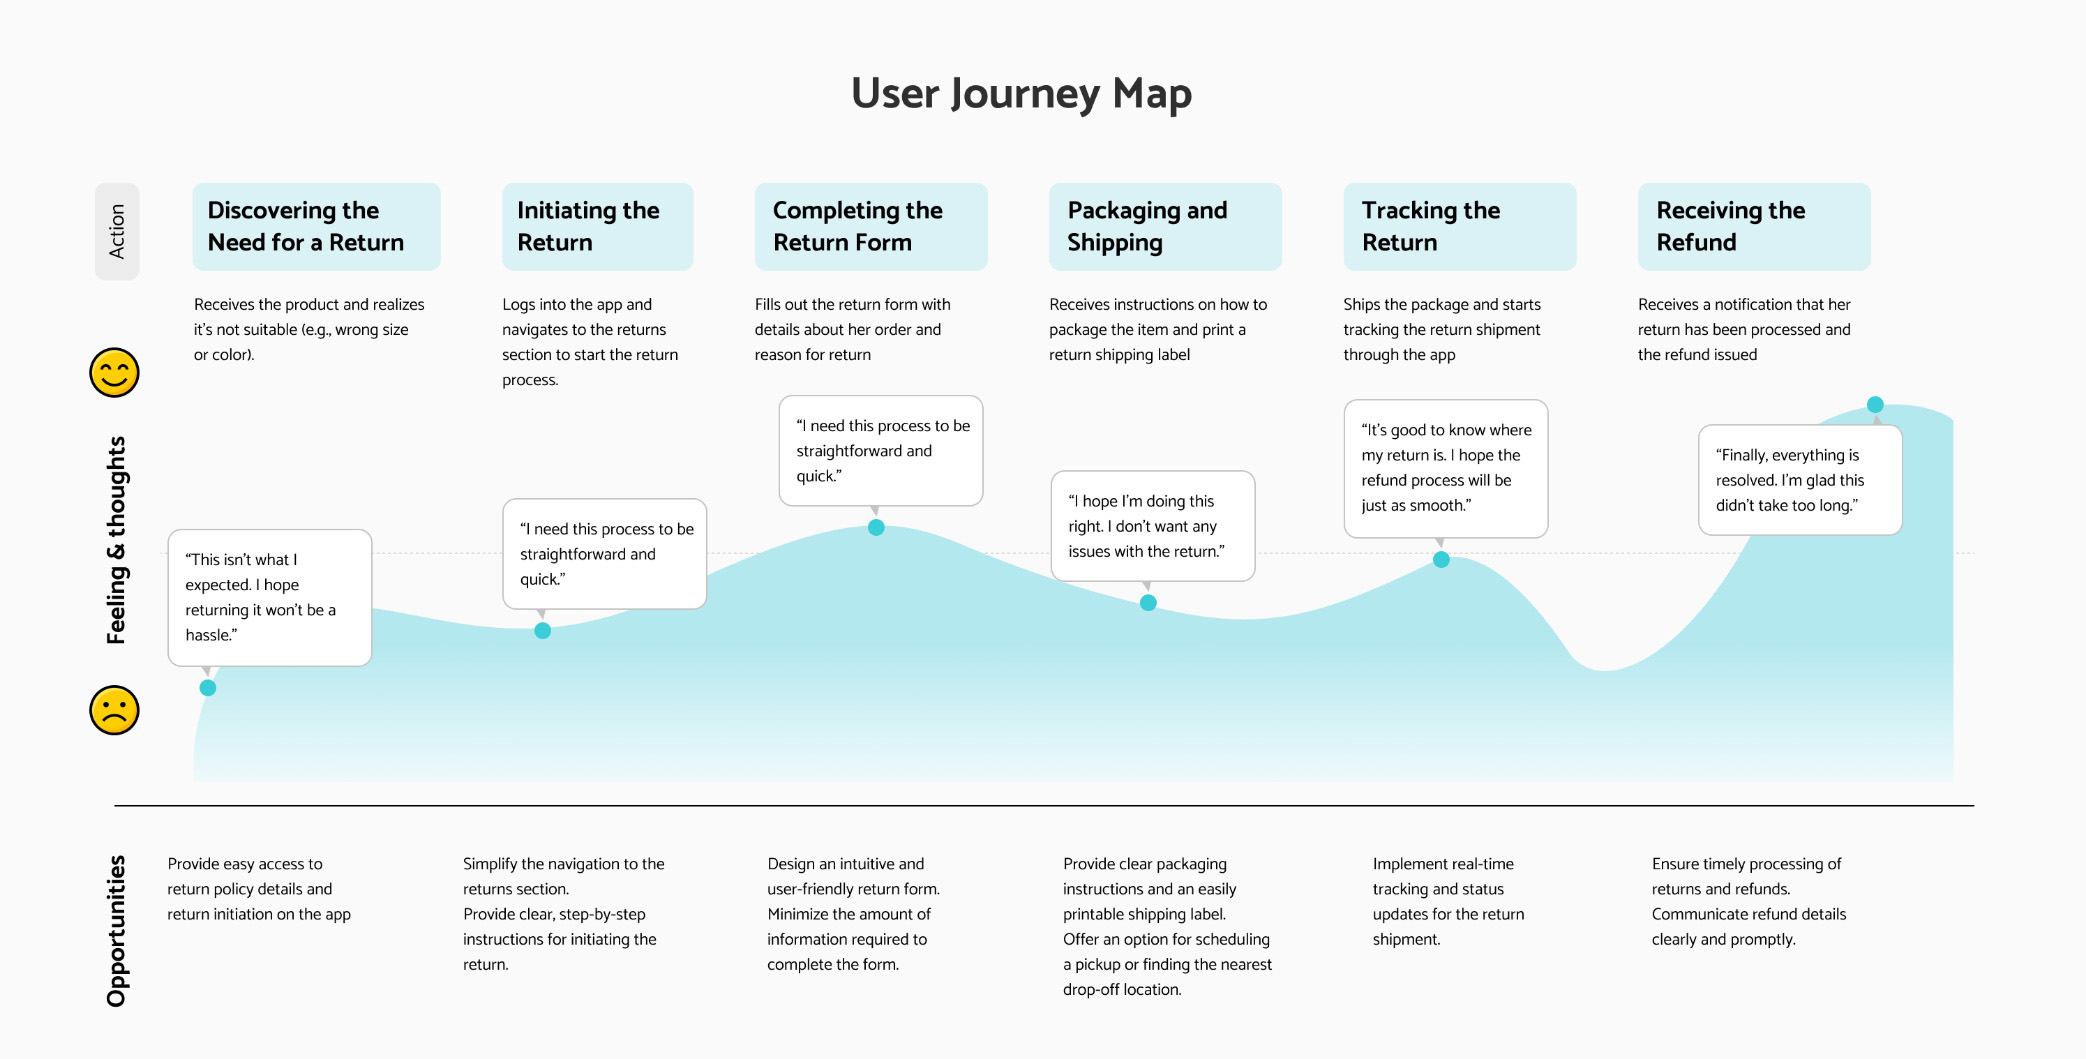 User Journey Map
Action
Discovering the
Need for a Return
Initiating the
Return
Completing the
Return Form
Packaging and
Shipping
Tracking the
Return
Receiving the
Refund
Receives the product and realizes
it's not suitable (e.g., wrong size
or color).
Logs into the app and
navigates to the returns
section to start the return
process.
Fills out the return form with
details about her order and
reason for return
Receives instructions on how to
package the item and print a
return shipping label
Ships the package and starts
tracking the return shipment
through the app
Receives a notification that her
return has been processed and
the refund issued
Feeling & thoughts
“This isn't what I
expected. I hope
returning it won't be a
hassle.”
“I need this process to be
straightforward and
quick.”
“I need this process to be
straightforward and
quick.”
“I hope I'm doing this
right. I don't want any
issues with the return.”
“It's good to know where
my return is. I hope the
refund process will be
just as smooth.”
“Finally, everything is
resolved. I'm glad this
didn't take too long.”
Opportunities
Provide easy access to
return policy details and
return initiation on the app
Simplify the navigation to the
returns section.
Provide clear, step-by-step
instructions for initiating the
return.
Design an intuitive and
user-friendly return form.
Minimize the amount of
information required to
complete the form.
Provide clear packaging
instructions and an easily
printable shipping label.
Offer an option for scheduling
a pickup or finding the nearest
drop-off location.
Implement real-time
tracking and status
updates for the return
shipment.
Ensure timely processing of
returns and refunds.
Communicate refund details
clearly and promptly.